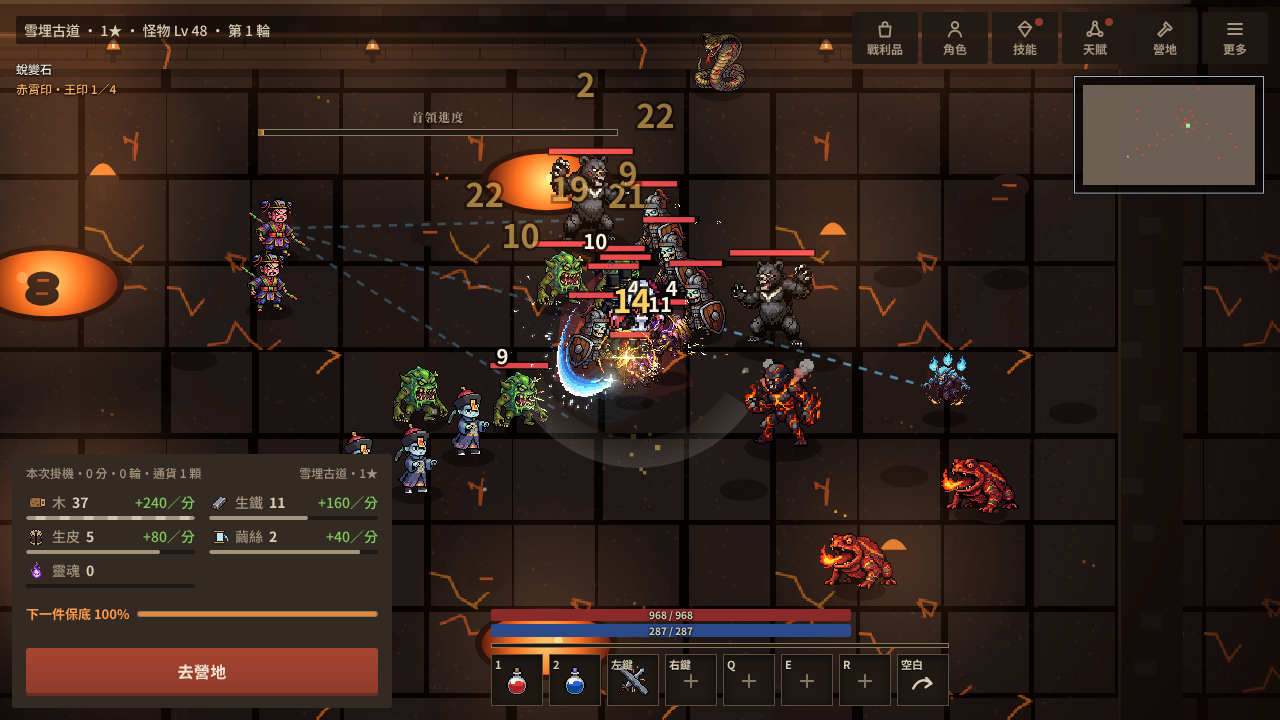 雪埋古道 • 1★ • 怪物 Lv 48 • 第 1 輪
蛻變石
赤霄印・王印 1／4
戰利品
角色
技能
天賦
營地
更多
首領進度
2
22
9
19
21
22
10
10
4
4
14
11
9
本次掛機・0 分・0 輪・通貨 1 顆
雪埋古道・1★
木 37 +240／分
生鐵 11 +160／分
生皮 5 +80／分
繭絲 2 +40／分
靈魂 0
下一件保底 100%
去營地
968 / 968
287 / 287
1
2
左鍵
右鍵
Q
E
R
空白